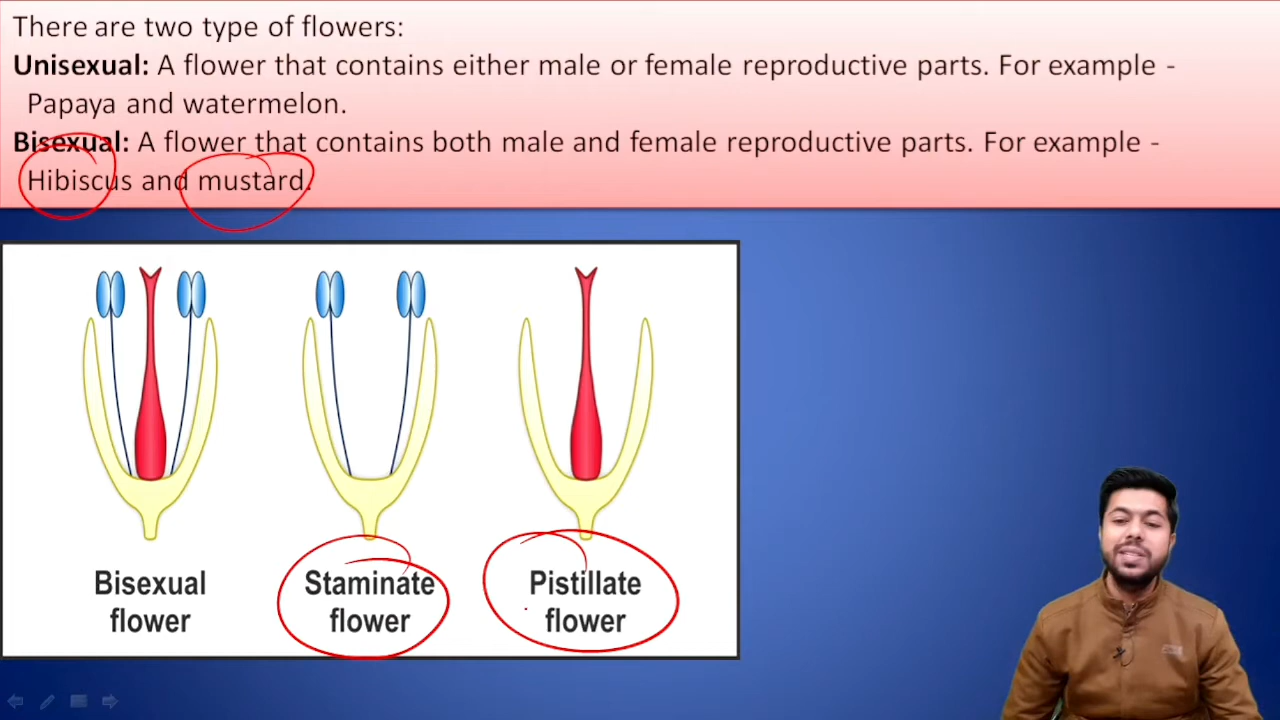 There are two type of flowers:
Unisexual: A flower that contains either male or female reproductive parts. For example -
Papaya and watermelon.
Bisexual: A flower that contains both male and female reproductive parts. For example -
Hibiscus and mustard.
Bisexual
flower
Staminate
flower
Pistillate
flower